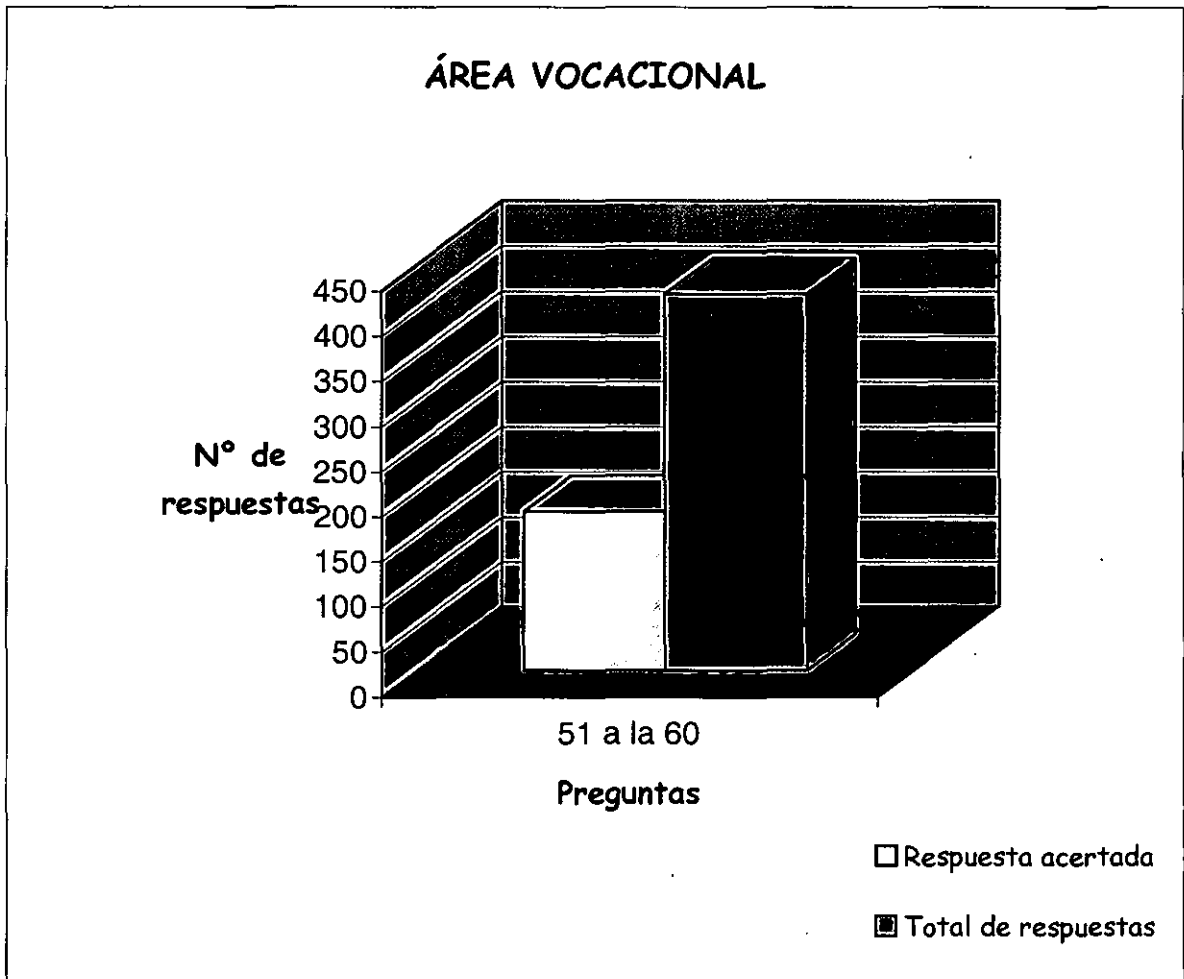 ÁREA VOCACIONAL
450
400
350
300
250
200
150
100
50
0
N° de
respuestas
51 a la 60
Preguntas
Respuesta acertada
Total de respuestas